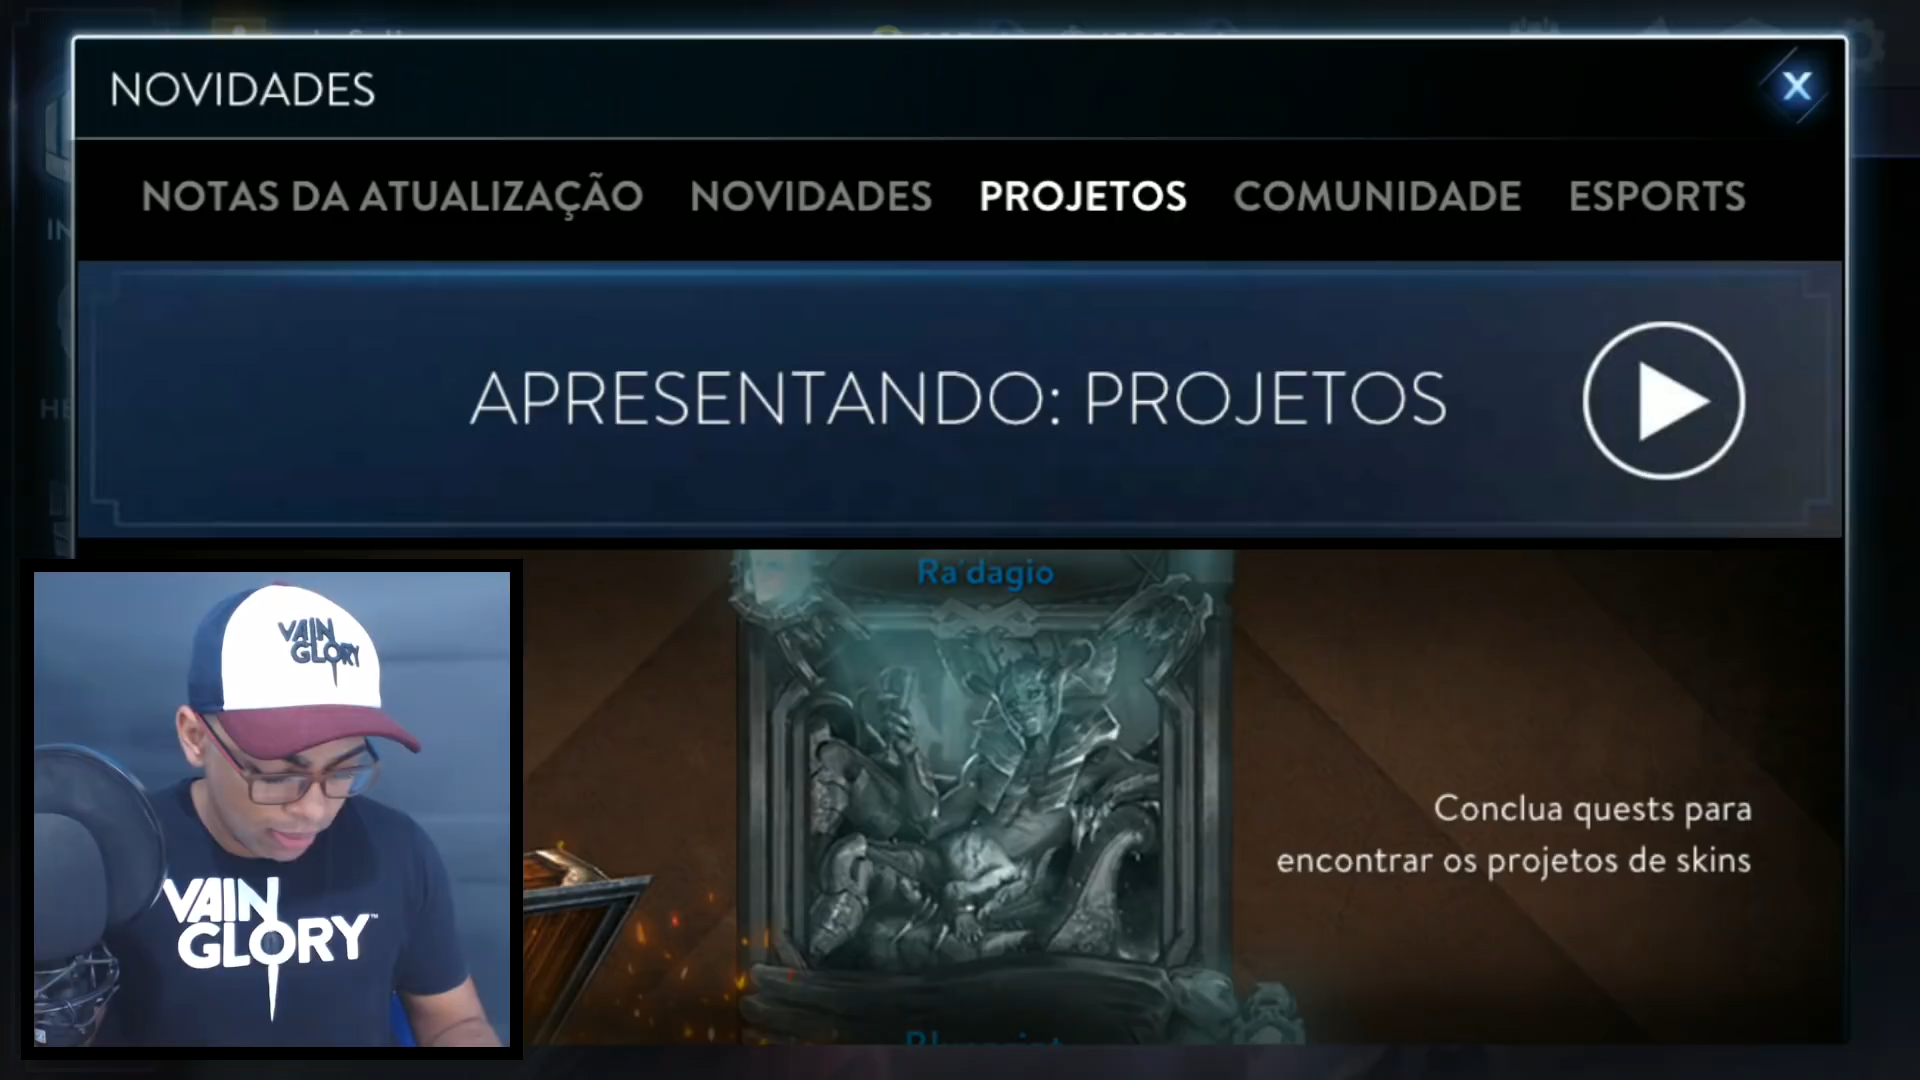 NOVIDADES
X
NOTAS DA ATUALIZAÇÃO NOVIDADES PROJETOS COMUNIDADE ESPORTS
APRESENTANDO: PROJETOS
Ra'dagio
Conclua quests para
encontrar os projetos de skins
VAIN
GLORY
VAIN
GLORY™